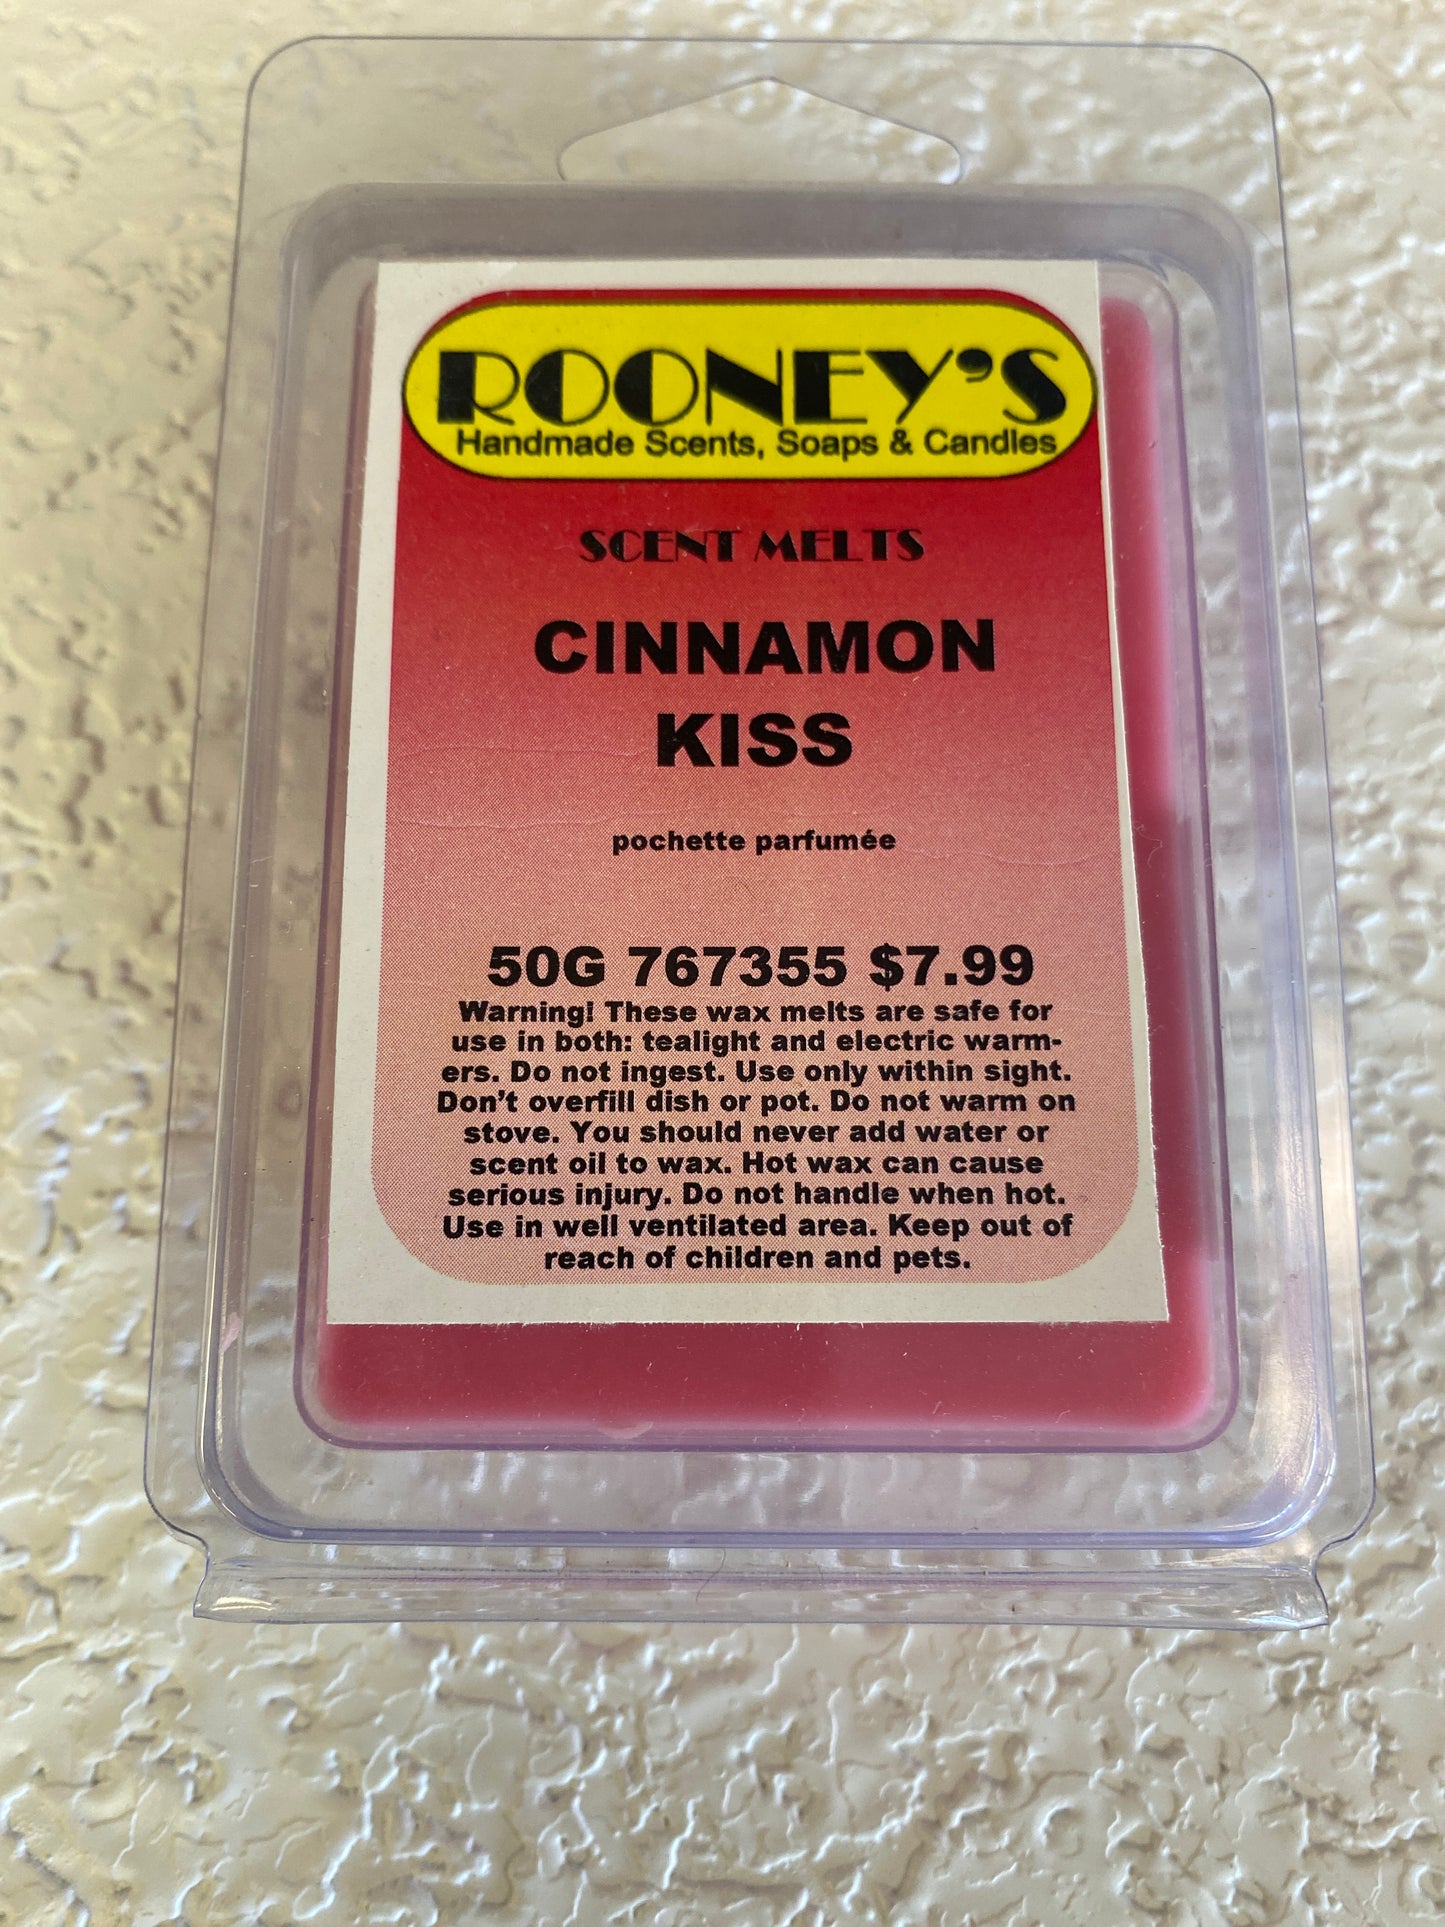 ROONEY'S
Handmade Scents, Soaps & Candles
SCENT MELTS
CINNAMON
KISS
pochette parfumée
50G 767355 $7.99
Warning! These wax melts are safe for
use in both: tealight and electric warm-
ers. Do not ingest. Use only within sight.
Don't overfill dish or pot. Do not warm on
stove. You should never add water or
scent oil to wax. Hot wax can cause
serious injury. Do not handle when hot.
Use in well ventilated area. Keep out of
reach of children and pets.